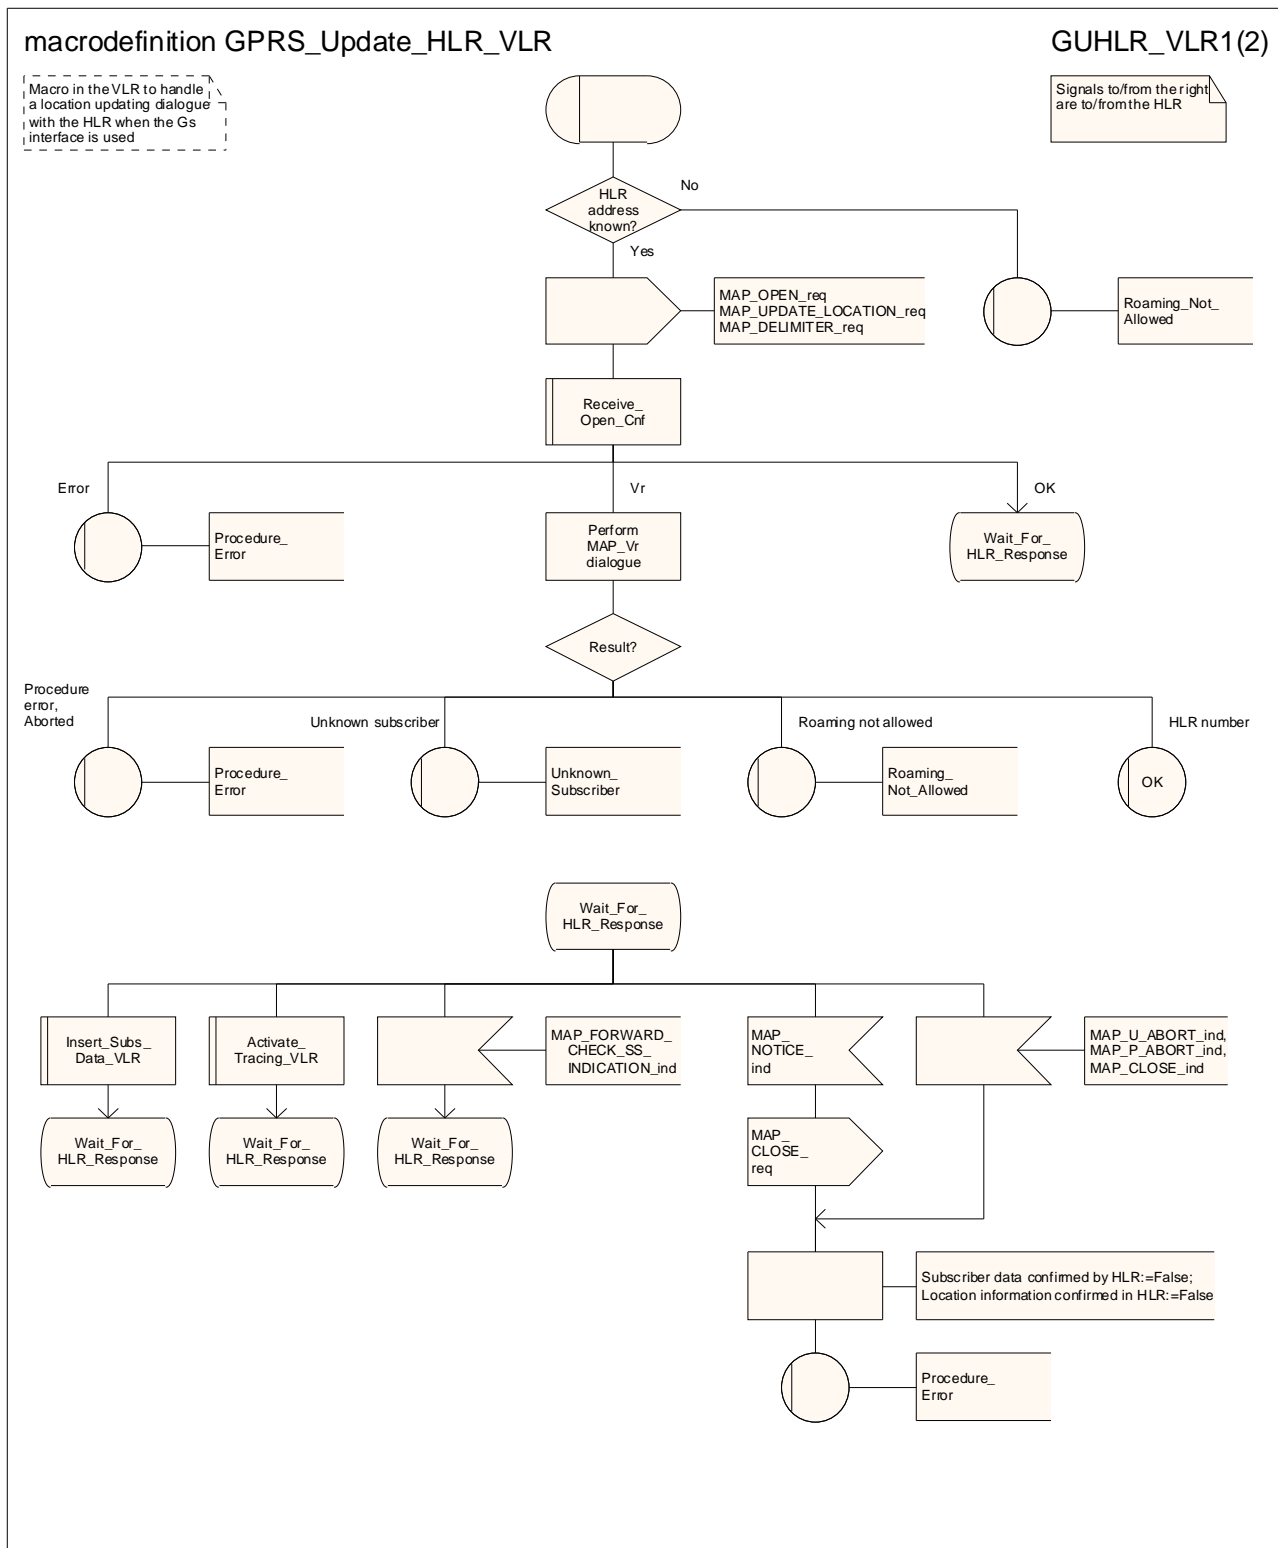 macrodefinition GPRS_Update_HLR_VLR
GUHLR_VLR1(2)
Macro in the VLR to handle
a location updating dialogue
with the HLR when the Gs
interface is used
Signals to/from the right
are to/from the HLR
HLR
address
known?
No
Yes
MAP_OPEN_req
MAP_UPDATE_LOCATION_req
MAP_DELIMITER_req
Roaming_Not_
Allowed
Receive_
Open_Cnf
Error
Vr
OK
Procedure_
Error
Perform
MAP_Vr
dialogue
Wait_For_
HLR_Response
Result?
Procedure
error,
Aborted
Unknown subscriber
Roaming not allowed
HLR number
Procedure_
Error
Unknown_
Subscriber
Roaming_
Not_Allowed
OK
Wait_For_
HLR_Response
Insert_Subs_
Data_VLR
Activate_
Tracing_VLR
MAP_FORWARD_
CHECK_SS_
INDICATION_ind
MAP_
NOTICE_
ind
MAP_U_ABORT_ind,
MAP_P_ABORT_ind,
MAP_CLOSE_ind
Wait_For_
HLR_Response
Wait_For_
HLR_Response
Wait_For_
HLR_Response
MAP_
CLOSE_
req
Subscriber data confirmed by HLR:=False;
Location information confirmed in HLR:=False
Procedure_
Error